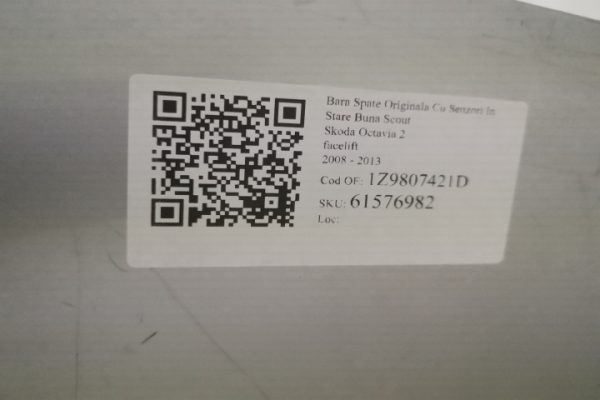 Bara Spate Originala Cu Senzori In
Stare Buna Scout
Skoda Octavia 2
facelift
2008 - 2013
Cod OF: 1Z9807421D
SKU: 61576982
Loc: